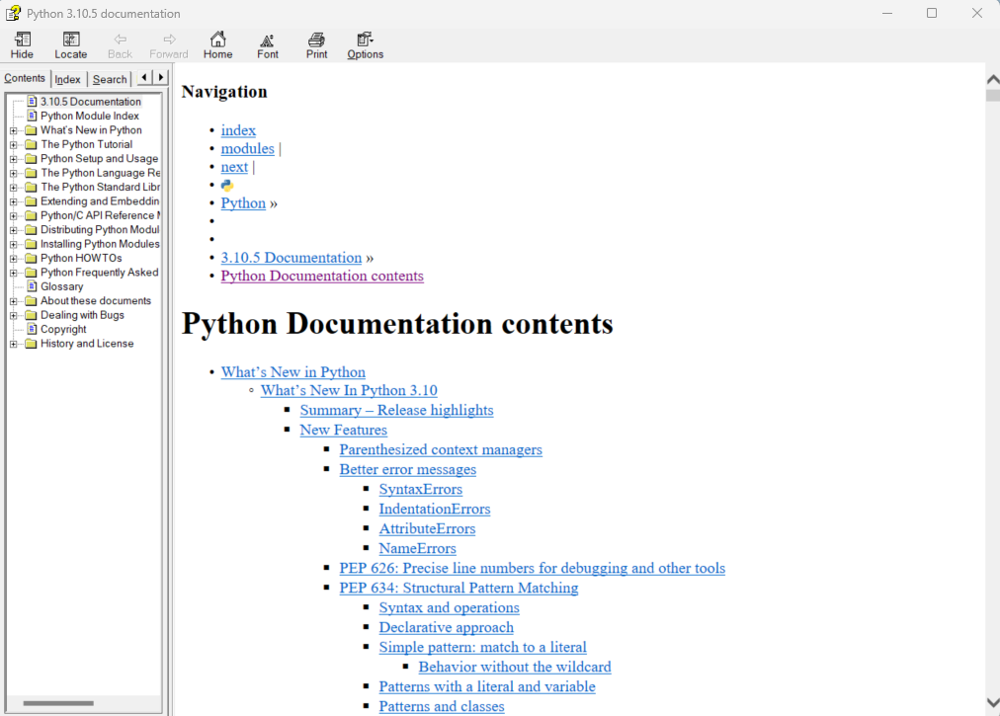 Python 3.10.5 documentation
Hide Locate Back Forward Home Font Print Options
Contents Index Search
3.10.5 Documentation
Python Module Index
What's New in Python
The Python Tutorial
Python Setup and Usage
The Python Language Re
The Python Standard Libr
Extending and Embeddin
Python/C API Reference M
Distributing Python Modul
Installing Python Modules
Python HOWTOs
Python Frequently Asked
Glossary
About these documents
Dealing with Bugs
Copyright
History and License
Navigation
• index
• modules |
• next |
•
• Python »
•
•
• 3.10.5 Documentation »
• Python Documentation contents
Python Documentation contents
• What’s New in Python
◦ What’s New In Python 3.10
▪ Summary – Release highlights
▪ New Features
▪ Parenthesized context managers
▪ Better error messages
▪ SyntaxErrors
▪ IndentationErrors
▪ AttributeErrors
▪ NameErrors
▪ PEP 626: Precise line numbers for debugging and other tools
▪ PEP 634: Structural Pattern Matching
▪ Syntax and operations
▪ Declarative approach
▪ Simple pattern: match to a literal
▪ Behavior without the wildcard
▪ Patterns with a literal and variable
▪ Patterns and classes